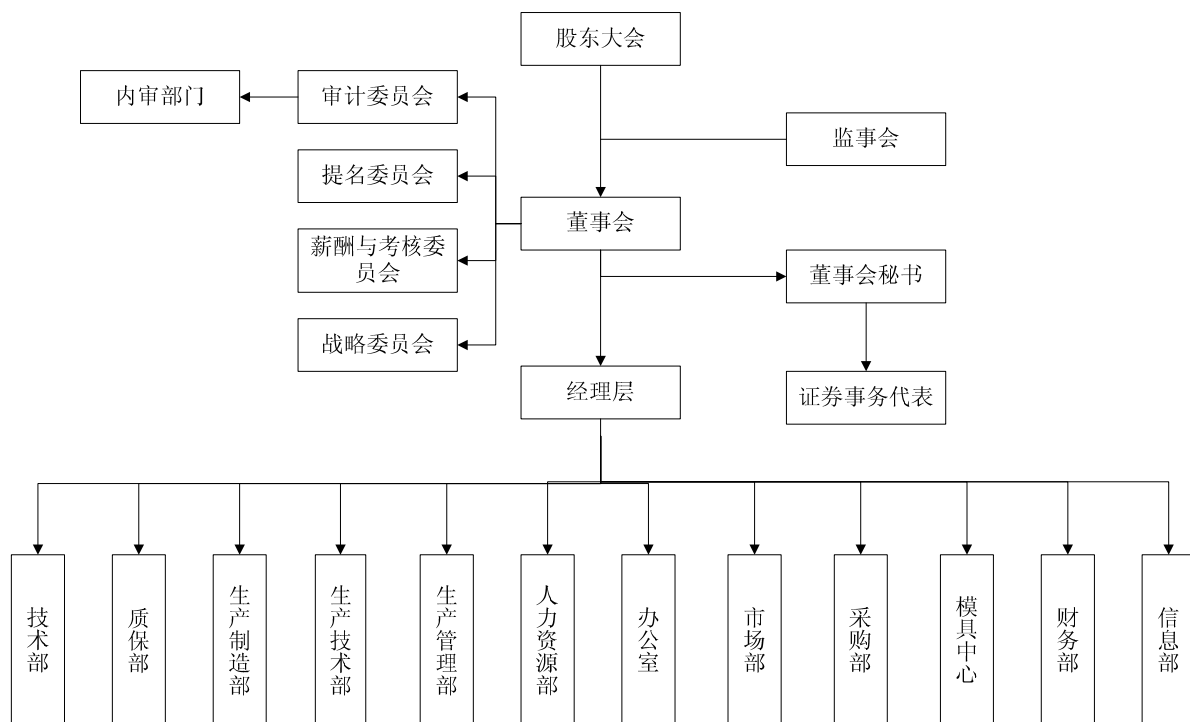 股东大会
内审部门
审计委员会
监事会
提名委员会
董事会
薪酬与考核委
员会
董事会秘书
战略委员会
经理层
证券事务代表
技术部
质保部
生产制造部
生产技术部
生产管理部
人力资源部
办公室
市场部
采购部
模具中心
财务部
信息部